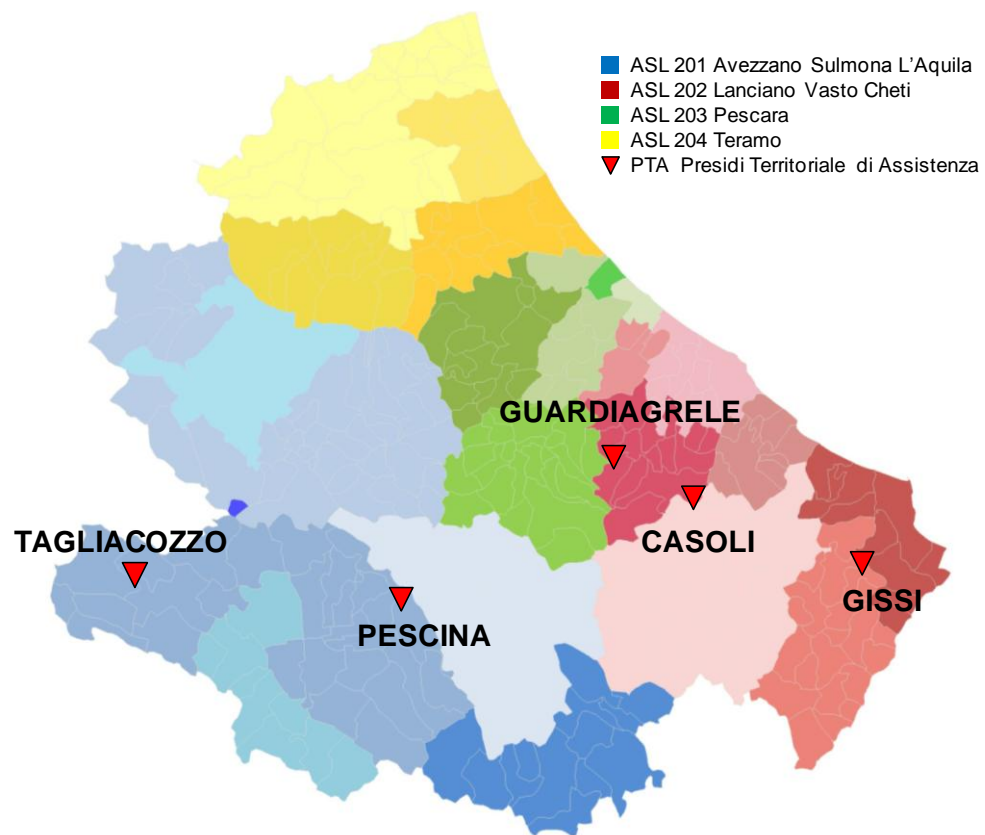 ASL 201 Avezzano Sulmona L'Aquila
ASL 202 Lanciano Vasto Cheti
ASL 203 Pescara
ASL 204 Teramo
PTA Presidi Territoriale di Assistenza
GUARDIAGRELE
TAGLIACOZZO
CASOLI
GISSI
PESCINA